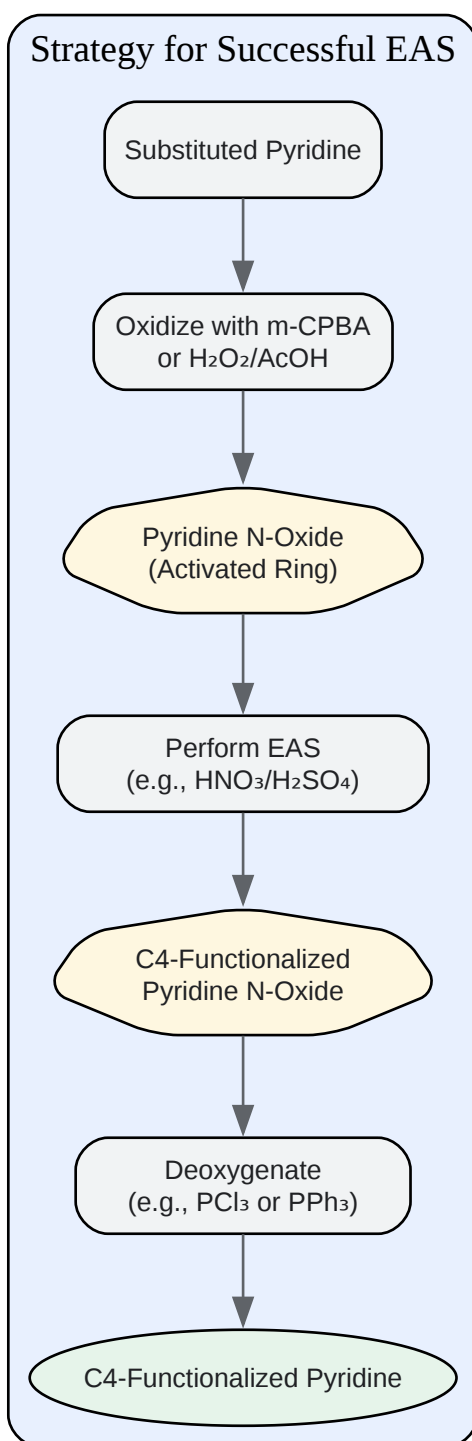 Strategy for Successful EAS
Substituted Pyridine
Oxidize with m-CPBA
or H₂O₂/AcOH
Pyridine N-Oxide
(Activated Ring)
Perform EAS
(e.g., HNO₃/H₂SO₄)
C4-Functionalized
Pyridine N-Oxide
Deoxygenate
(e.g., PCl₃ or PPh₃)
C4-Functionalized Pyridine